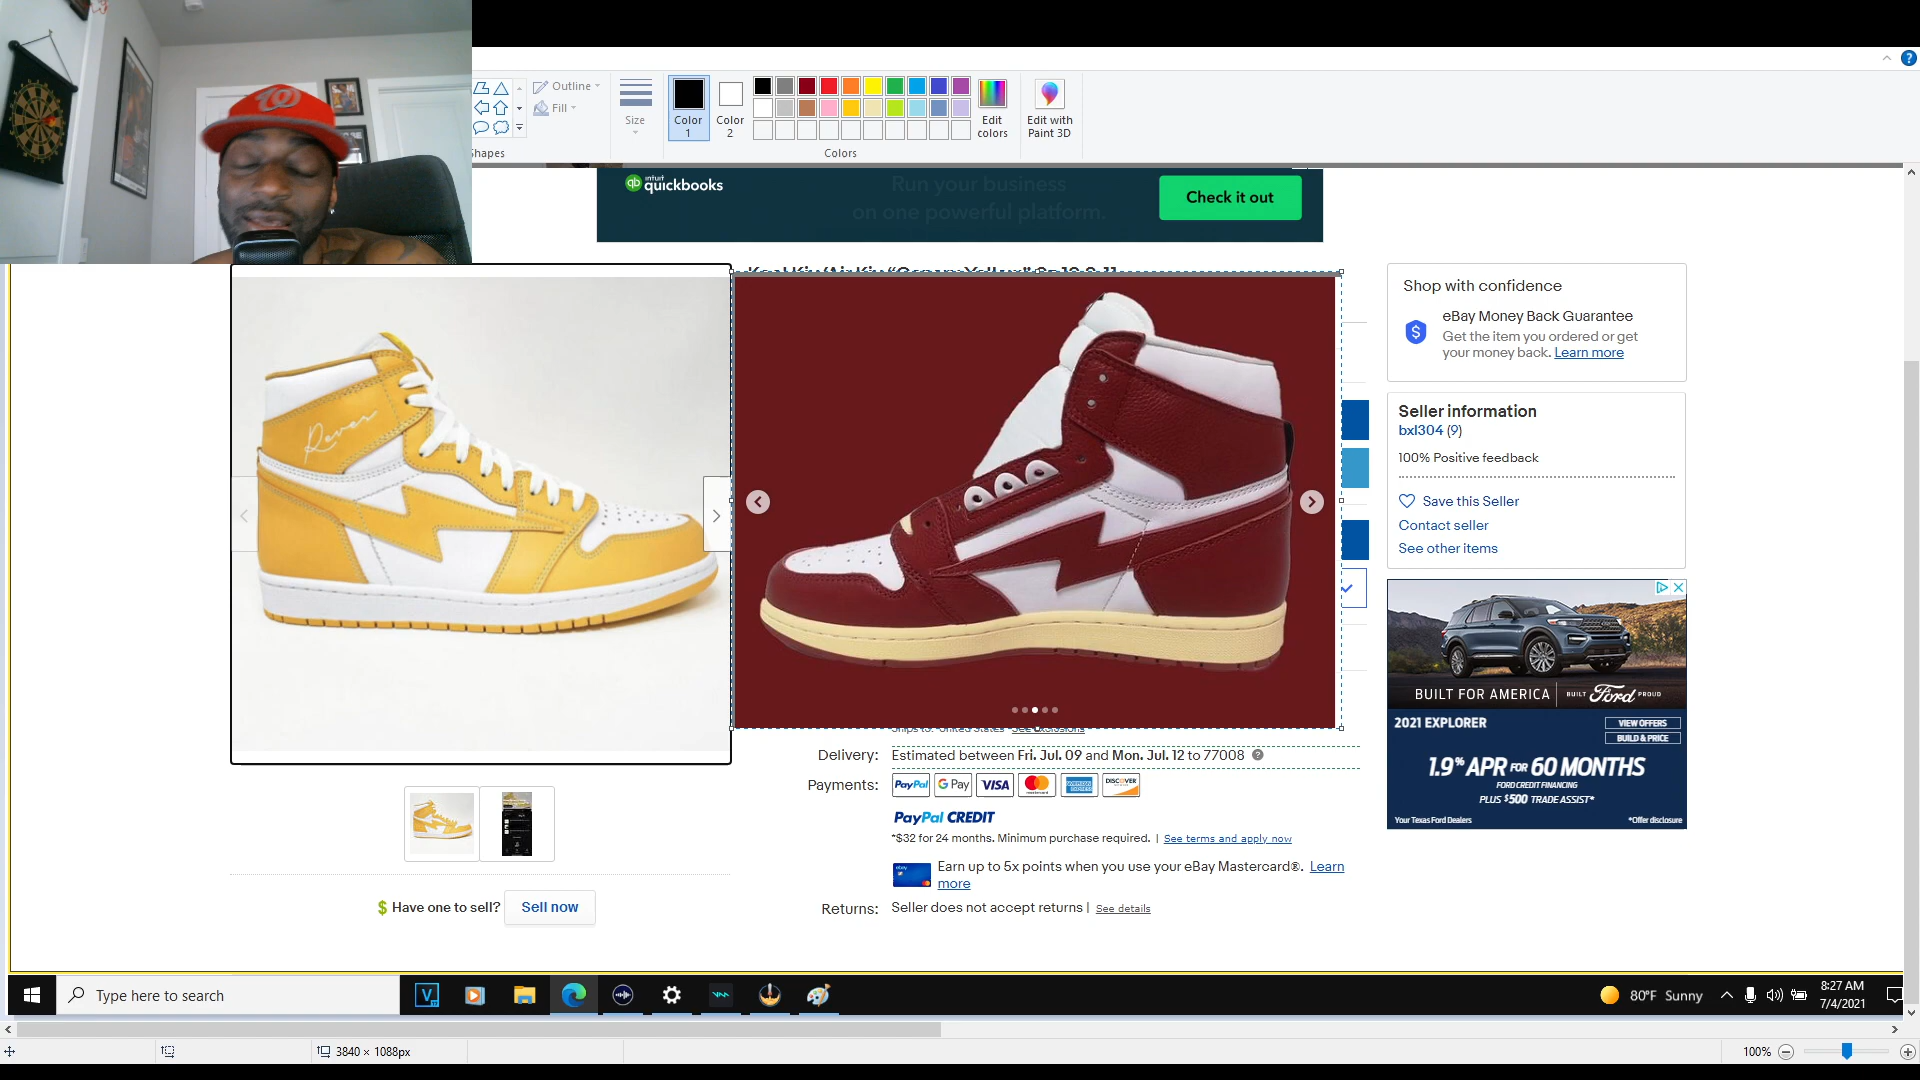 Outline
Fill
Size
Color 1
Color 2
Edit colors
Edit with Paint 3D
Shapes
Colors
intuit quickbooks
Run your business
on one powerful platform.
Check it out
Shop with confidence
eBay Money Back Guarantee
Get the item you ordered or get
your money back. Learn more
Seller information
bxl304 (9)
100% Positive feedback
Save this Seller
Contact seller
See other items
BUILT FOR AMERICA BUILT Ford PROUD
2021 EXPLORER
VIEW OFFERS
BUILD & PRICE
1.9% APR FOR 60 MONTHS
FORD CREDIT FINANCING
PLUS $500 TRADE ASSIST*
Your Texas Ford Dealers *Offer disclosure
Delivery: Estimated between Fri. Jul. 09 and Mon. Jul. 12 to 77008
Payments: PayPal G Pay VISA mastercard DISCOVER
PayPal CREDIT
*$32 for 24 months. Minimum purchase required. | See terms and apply now
Earn up to 5x points when you use your eBay Mastercard®. Learn
more
Returns: Seller does not accept returns | See details
$ Have one to sell? Sell now
Type here to search
80°F Sunny
8:27 AM
7/4/2021
3840 × 1088px
100%